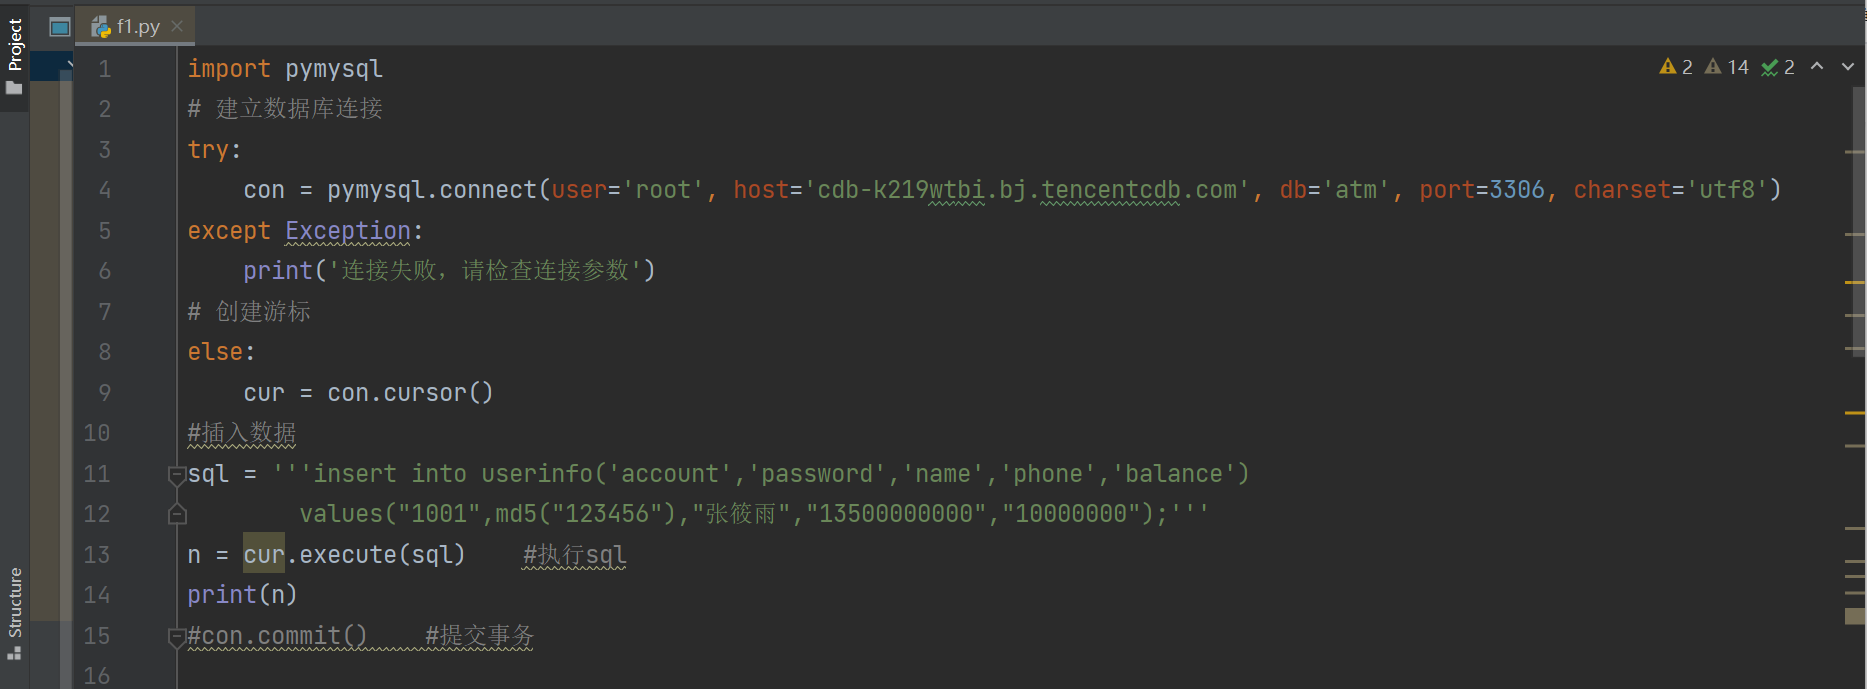 Project
f1.py
2 14 2
1 import pymysql
2 # 建立数据库连接
3 try:
4 con = pymysql.connect(user='root', host='cdb-k219wtbi.bj.tencentcdb.com', db='atm', port=3306, charset='utf8')
5 except Exception:
6 print('连接失败，请检查连接参数')
7 # 创建游标
8 else:
9 cur = con.cursor()
10 #插入数据
11 sql = '''insert into userinfo('account','password','name','phone','balance')
12 values("1001",md5("123456"),"张筱雨","13500000000","10000000");'''
13 n = cur.execute(sql) #执行sql
14 print(n)
15 #con.commit() #提交事务
16
Structure